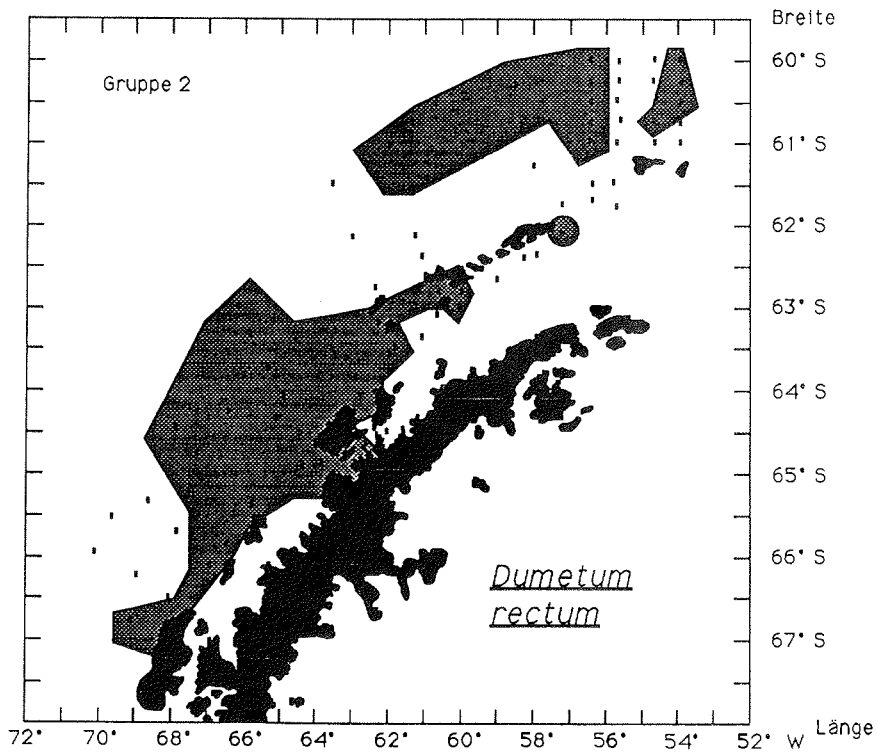 Breite
Gruppe 2
60° S
61° S
62° S
63° S
64° S
65° S
66° S
67° S
Dumetum
rectum
72° 70° 68° 66° 64° 62° 60° 58° 56° 54° 52° W Länge